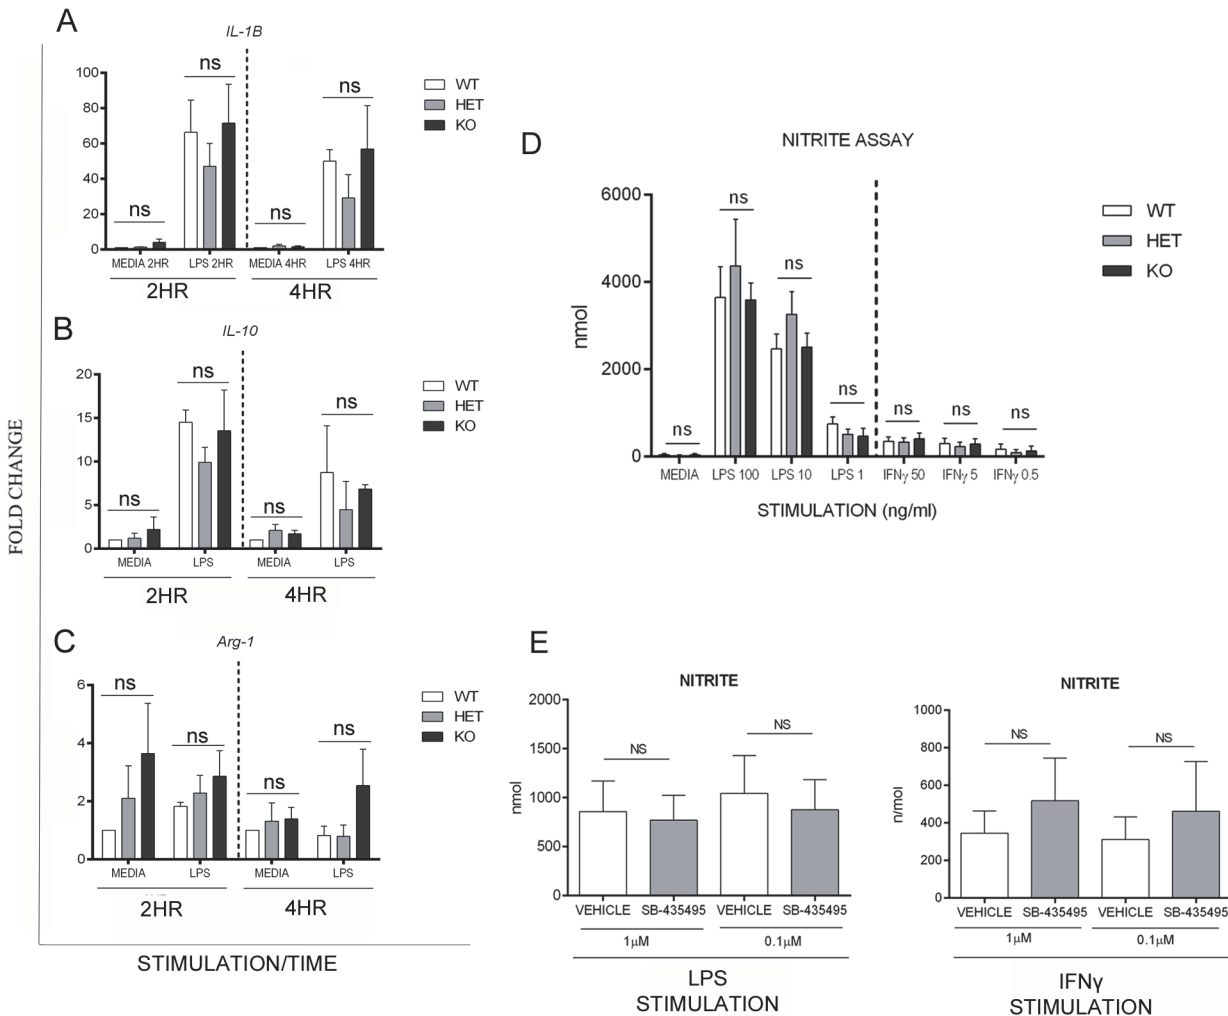 A
IL-1B
ns
ns
ns
ns
100
80
60
40
20
0
MEDIA 2HR
LPS 2HR
MEDIA 4HR
LPS 4HR
2HR
4HR
WT
HET
KO
B
IL-10
ns
ns
ns
ns
20
15
10
5
0
MEDIA
LPS
MEDIA
LPS
2HR
4HR
WT
HET
KO
FOLD CHANGE
C
Arg-1
ns
ns
ns
ns
6
4
2
0
MEDIA
LPS
MEDIA
LPS
2HR
4HR
WT
HET
KO
STIMULATION/TIME
D
NITRITE ASSAY
nmol
6000
4000
2000
0
ns
ns
ns
ns
ns
ns
ns
MEDIA
LPS 100
LPS 10
LPS 1
IFNγ 50
IFNγ 5
IFNγ 0.5
STIMULATION (ng/ml)
WT
HET
KO
E
NITRITE
nmol
2000
1500
1000
500
0
NS
NS
VEHICLE
SB-435495
VEHICLE
SB-435495
1μM
0.1μM
LPS
STIMULATION
NITRITE
n/mol
1000
800
600
400
200
0
NS
NS
VEHICLE
SB-435495
VEHICLE
SB-435495
1μM
0.1μM
IFNγ
STIMULATION